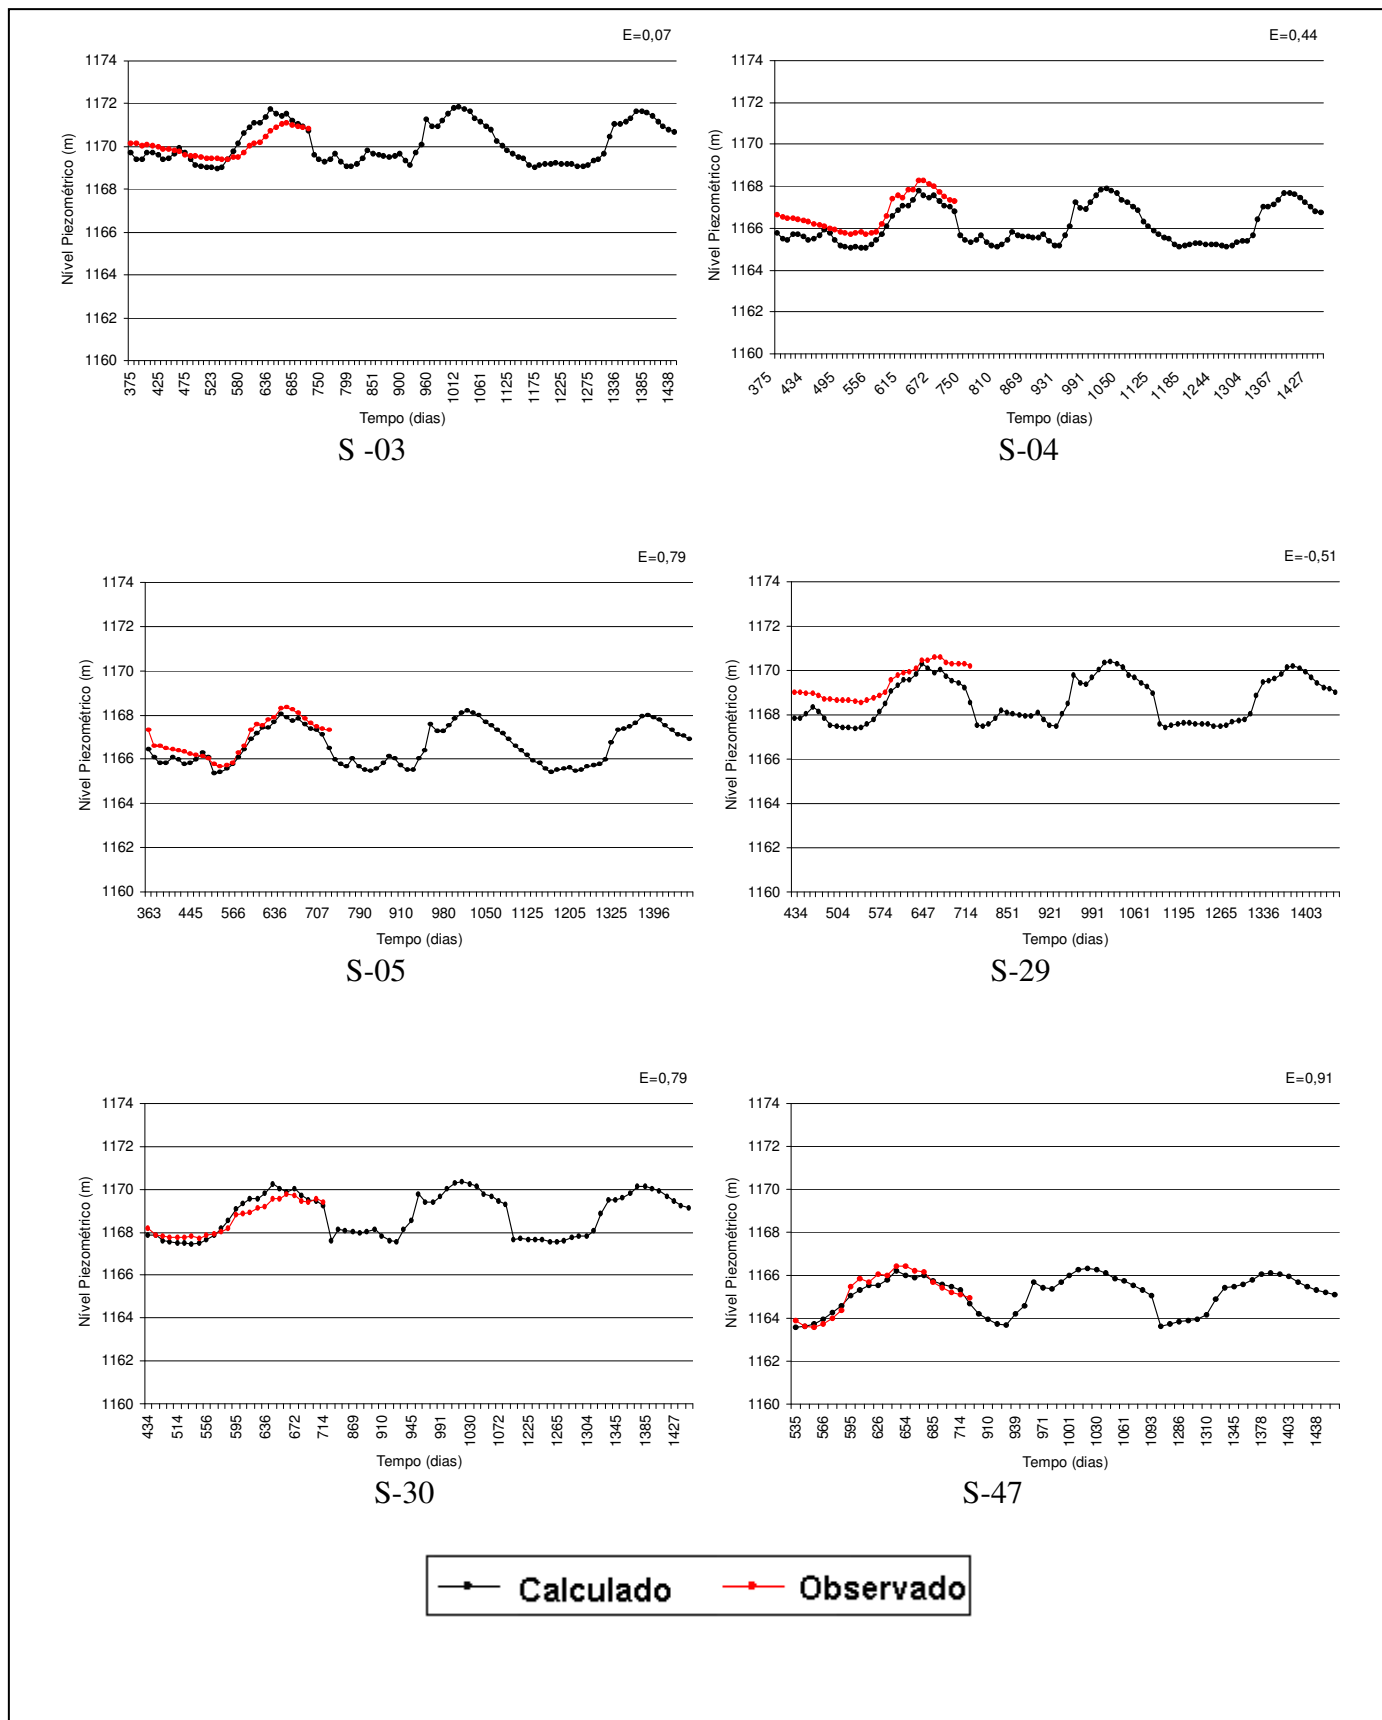 E=0,07
1174
1172
1170
1168
1166
1164
1162
1160
Nível Piezométrico (m)
375 425 475 523 580 636 685 750 799 851 900 960 1012 1061 1125 1175 1225 1275 1336 1385 1438
Tempo (dias)
S -03
E=0,44
1174
1172
1170
1168
1166
1164
1162
1160
Nível Piezométrico (m)
375 434 495 556 615 672 750 810 869 931 991 1050 1125 1185 1244 1304 1367 1427
Tempo (dias)
S-04
E=0,79
1174
1172
1170
1168
1166
1164
1162
1160
Nível Piezométrico (m)
363 445 566 636 707 790 910 980 1050 1125 1205 1325 1396
Tempo (dias)
S-05
E=-0,51
1174
1172
1170
1168
1166
1164
1162
1160
Nível Piezométrico (m)
434 504 574 647 714 851 921 991 1061 1195 1265 1336 1403
Tempo (dias)
S-29
E=0,79
1174
1172
1170
1168
1166
1164
1162
1160
Nível Piezométrico (m)
434 514 556 595 636 672 714 869 910 945 991 1030 1072 1225 1265 1304 1345 1385 1427
Tempo (dias)
S-30
E=0,91
1174
1172
1170
1168
1166
1164
1162
1160
Nível Piezométrico (m)
535 566 595 626 654 685 714 910 939 971 1001 1030 1061 1093 1286 1310 1345 1378 1403 1438
Tempo (dias)
S-47
Calculado Observado